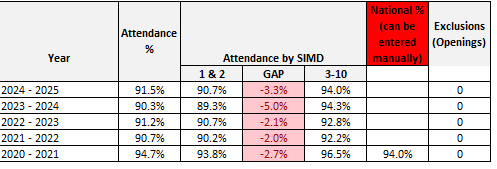 Year Attendance % Attendance by SIMD National % (can be entered manually) Exclusions (Openings)
1 & 2 GAP 3-10
2024 - 2025 91.5% 90.7% -3.3% 94.0% 0
2023 - 2024 90.3% 89.3% -5.0% 94.3% 0
2022 - 2023 91.2% 90.7% -2.1% 92.8% 0
2021 - 2022 90.7% 90.2% -2.0% 92.2% 0
2020 - 2021 94.7% 93.8% -2.7% 96.5% 94.0% 0